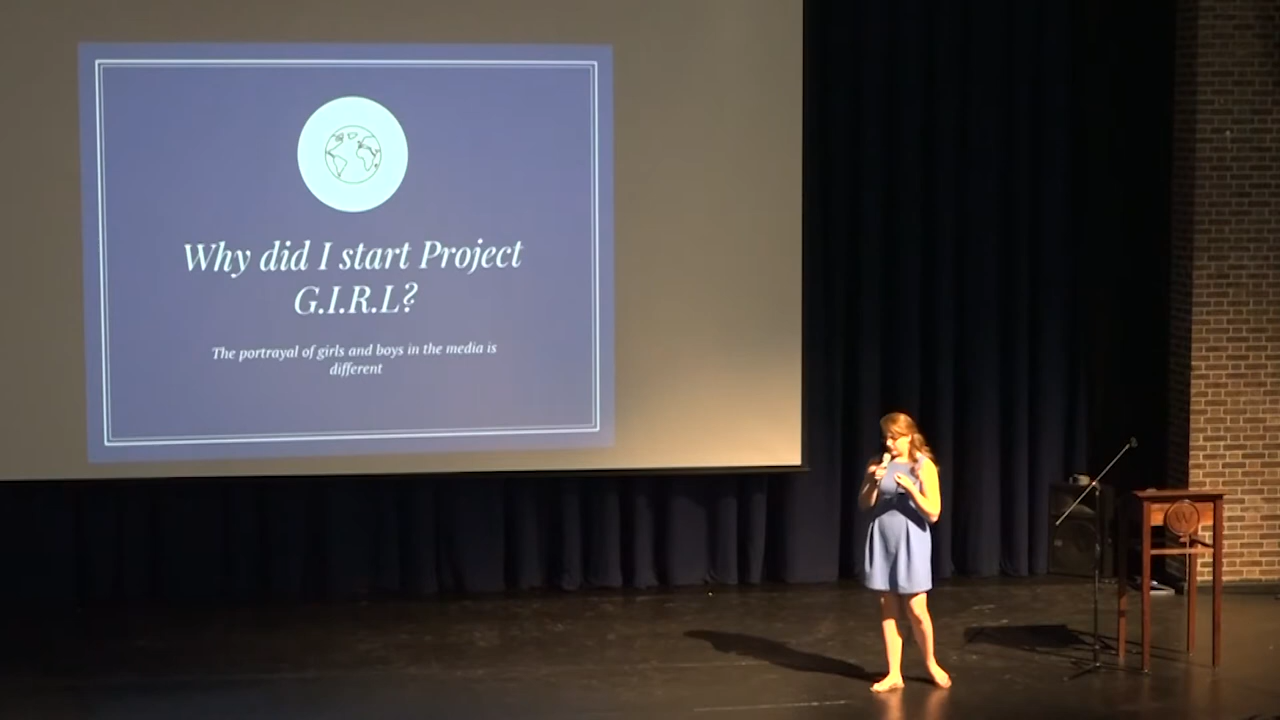 Why did I start Project
G.I.R.L?
The portrayal of girls and boys in the media is
different
W